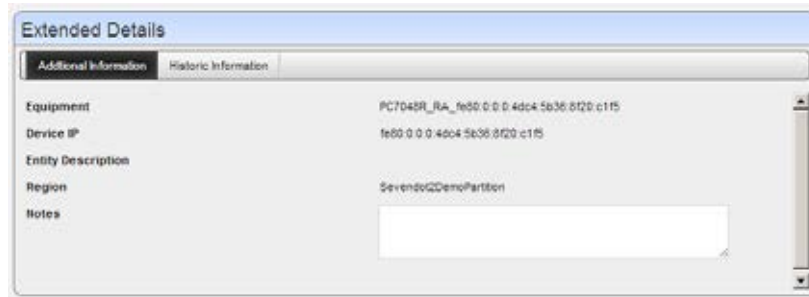 Extended Details
Addtional Information Historic Information
Equipment PC7048R_RA_fe80:0:0:0:4dc4:5b36:8f20:c1f5
Device IP fe80:0:0:0:4dc4:5b36:8f20:c1f5
Entity Description
Region Sevendot2DemoPartition
Notes